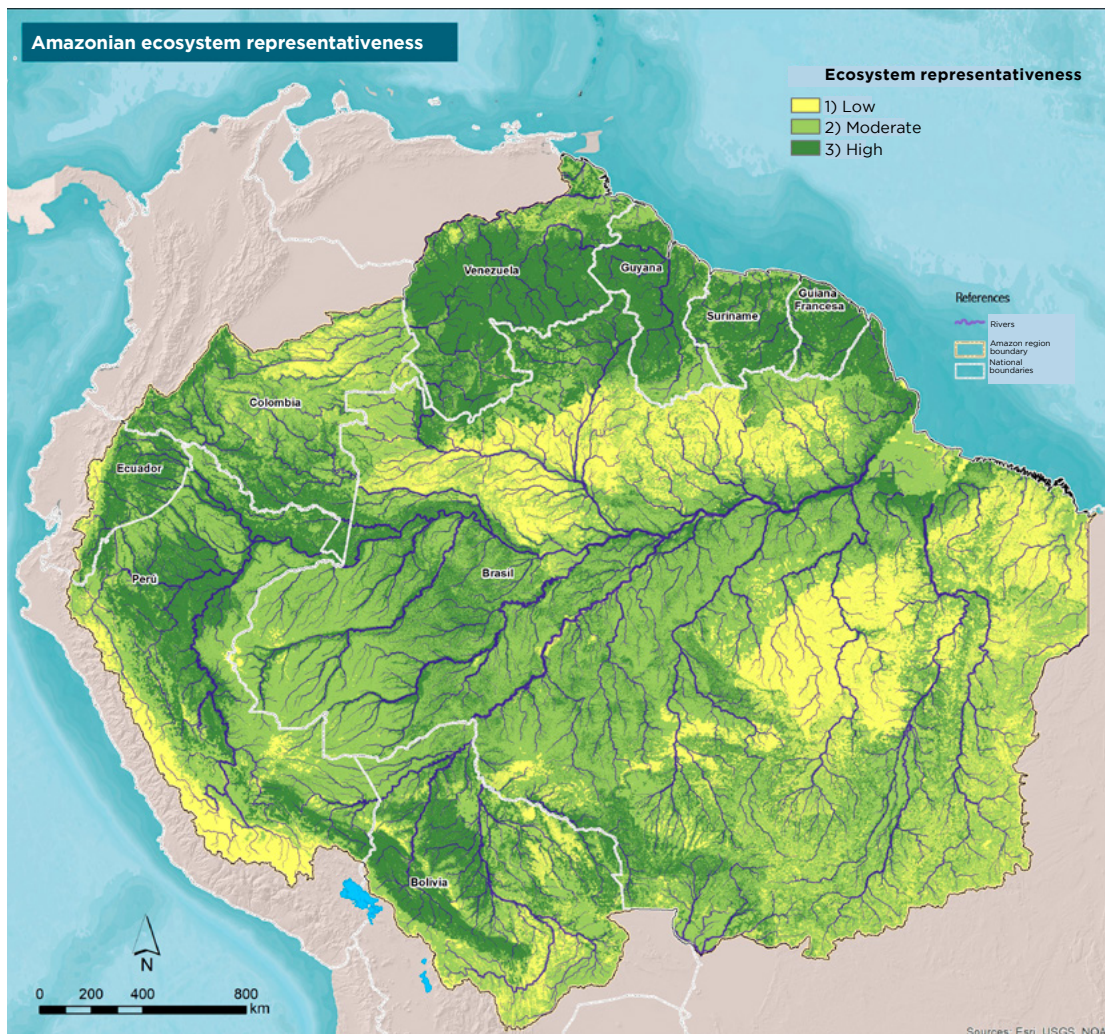 Amazonian ecosystem representativeness
Ecosystem representativeness
1) Low
2) Moderate
3) High
Venezuela
Guyana
Suriname
Guiana
Francesa
References
Rivers
Amazon region
boundary
National
boundaries
Colombia
Ecuador
Perú
Brasil
Bolivia
N
0 200 400 800
km
Sources: Esri, USGS, NOA